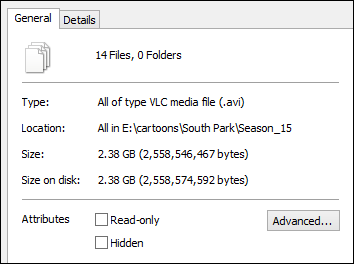 General Details
14 Files, 0 Folders
Type: All of type VLC media file (.avi)
Location: All in E:\cartoons\South Park\Season_15
Size: 2.38 GB (2,558,546,467 bytes)
Size on disk: 2.38 GB (2,558,574,592 bytes)
Attributes Read-only Advanced...
Hidden